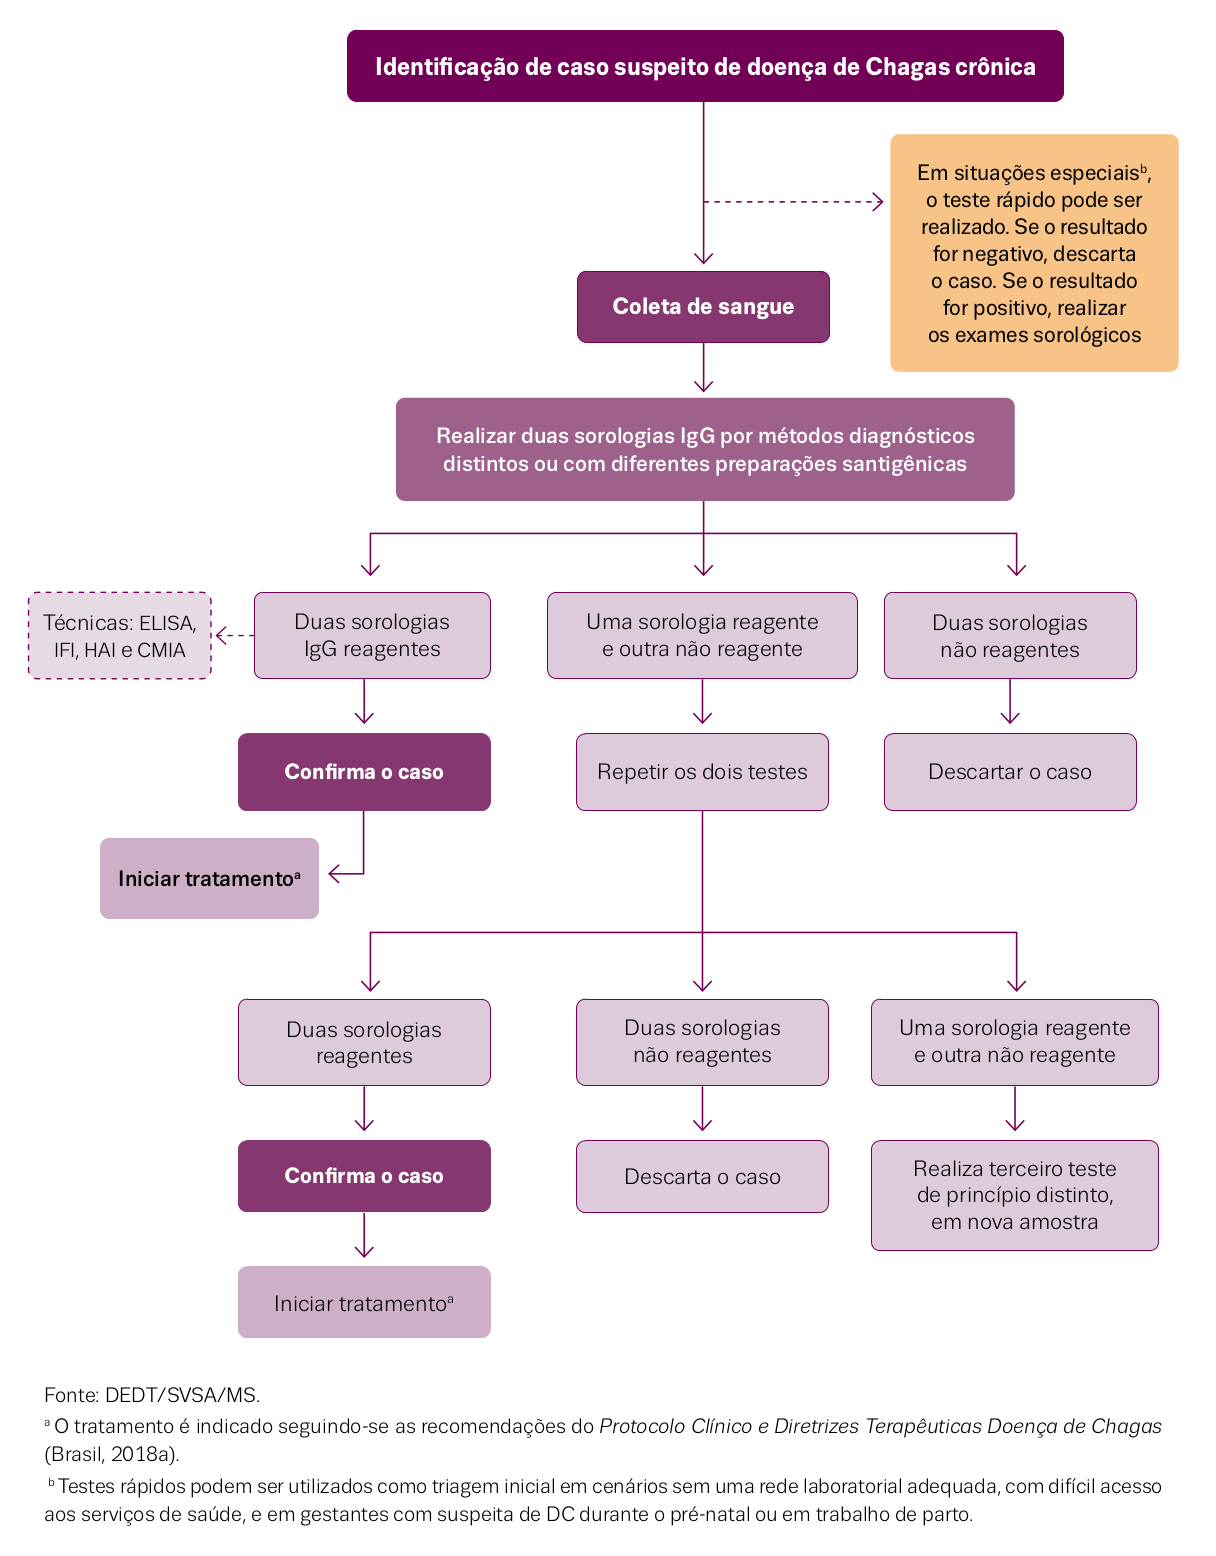 Identificação de caso suspeito de doença de Chagas crônica
Em situações especiaisᵇ,
o teste rápido pode ser
realizado. Se o resultado
for negativo, descarta
o caso. Se o resultado
for positivo, realizar
os exames sorológicos
Coleta de sangue
Realizar duas sorologias IgG por métodos diagnósticos
distintos ou com diferentes preparações santigênicas
Técnicas: ELISA,
IFI, HAI e CMIA
Duas sorologias
IgG reagentes
Uma sorologia reagente
e outra não reagente
Duas sorologias
não reagentes
Confirma o caso
Repetir os dois testes
Descartar o caso
Iniciar tratamentoᵃ
Duas sorologias
reagentes
Duas sorologias
não reagentes
Uma sorologia reagente
e outra não reagente
Confirma o caso
Descarta o caso
Realiza terceiro teste
de princípio distinto,
em nova amostra
Iniciar tratamentoᵃ
Fonte: DEDT/SVSA/MS.
ᵃ O tratamento é indicado seguindo-se as recomendações do Protocolo Clínico e Diretrizes Terapêuticas Doença de Chagas
(Brasil, 2018a).
ᵇ Testes rápidos podem ser utilizados como triagem inicial em cenários sem uma rede laboratorial adequada, com difícil acesso
aos serviços de saúde, e em gestantes com suspeita de DC durante o pré-natal ou em trabalho de parto.